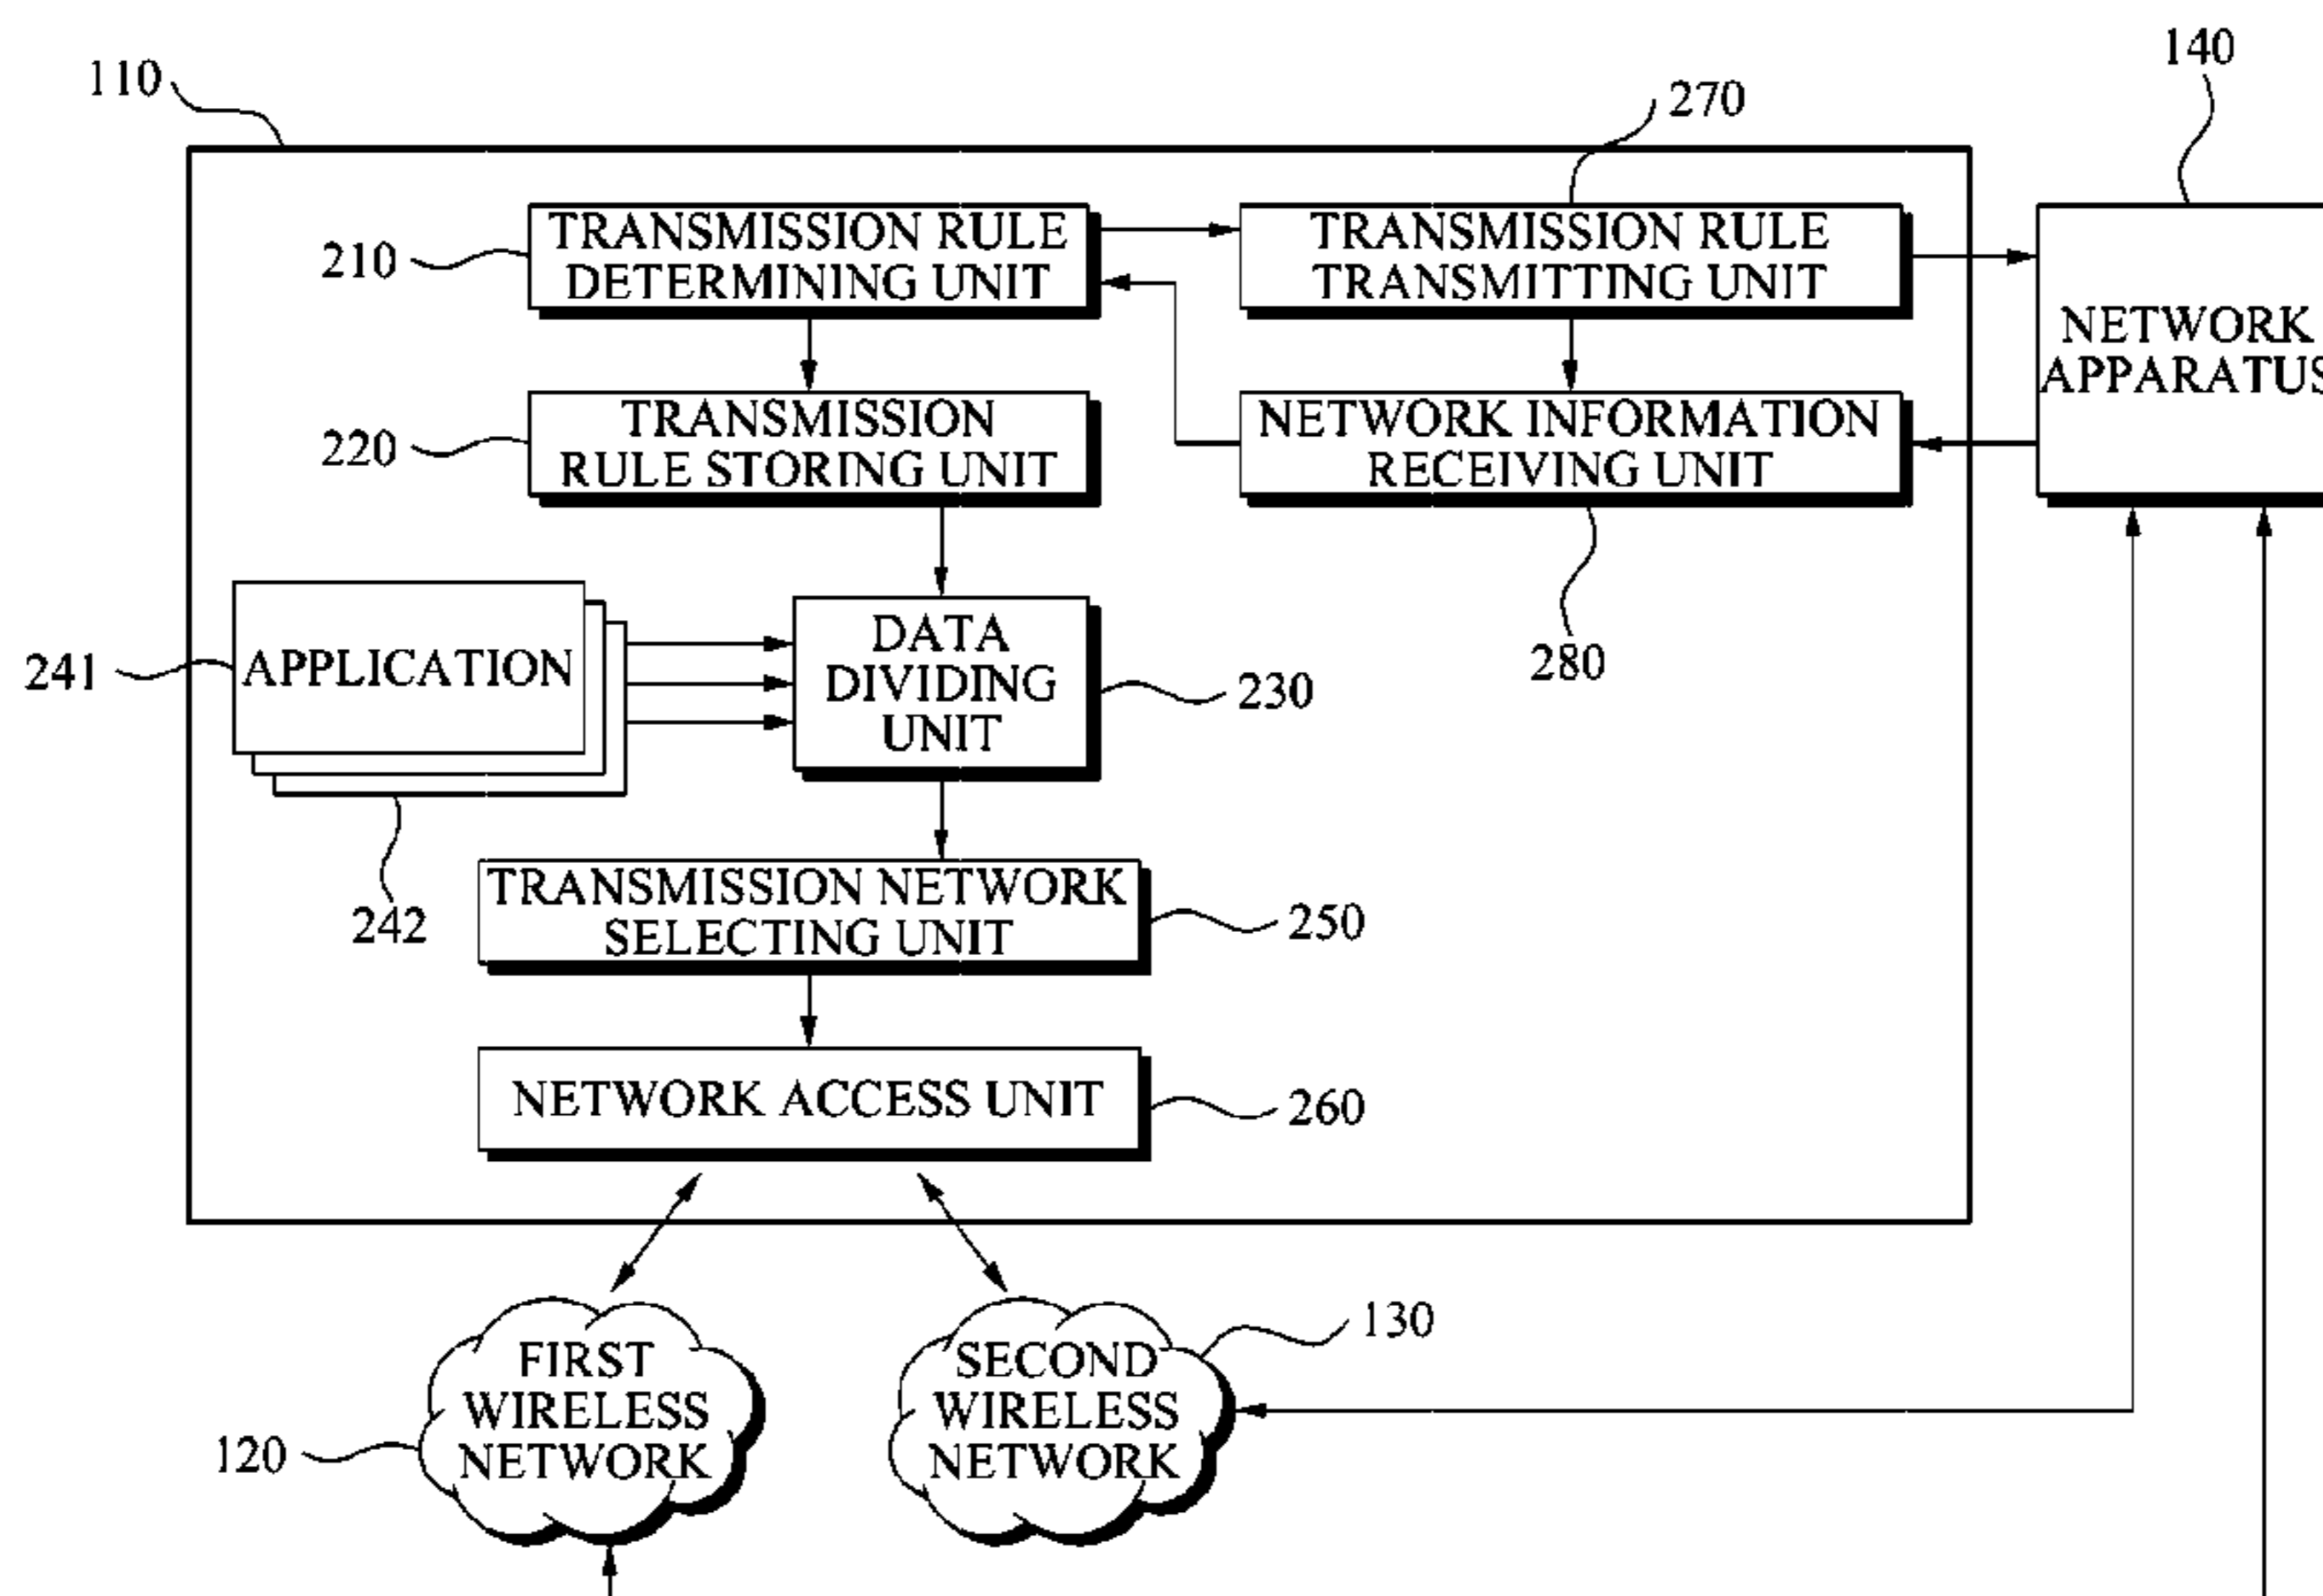 140
110
270
TRANSMISSION RULE
DETERMINING UNIT
210
TRANSMISSION RULE
TRANSMITTING UNIT
NETWORK
APPARATUS
TRANSMISSION
RULE STORING UNIT
220
NETWORK INFORMATION
RECEIVING UNIT
280
APPLICATION
241
242
DATA
DIVIDING
UNIT
230
TRANSMISSION NETWORK
SELECTING UNIT
250
NETWORK ACCESS UNIT
260
FIRST
WIRELESS
NETWORK
120
SECOND
WIRELESS
NETWORK
130